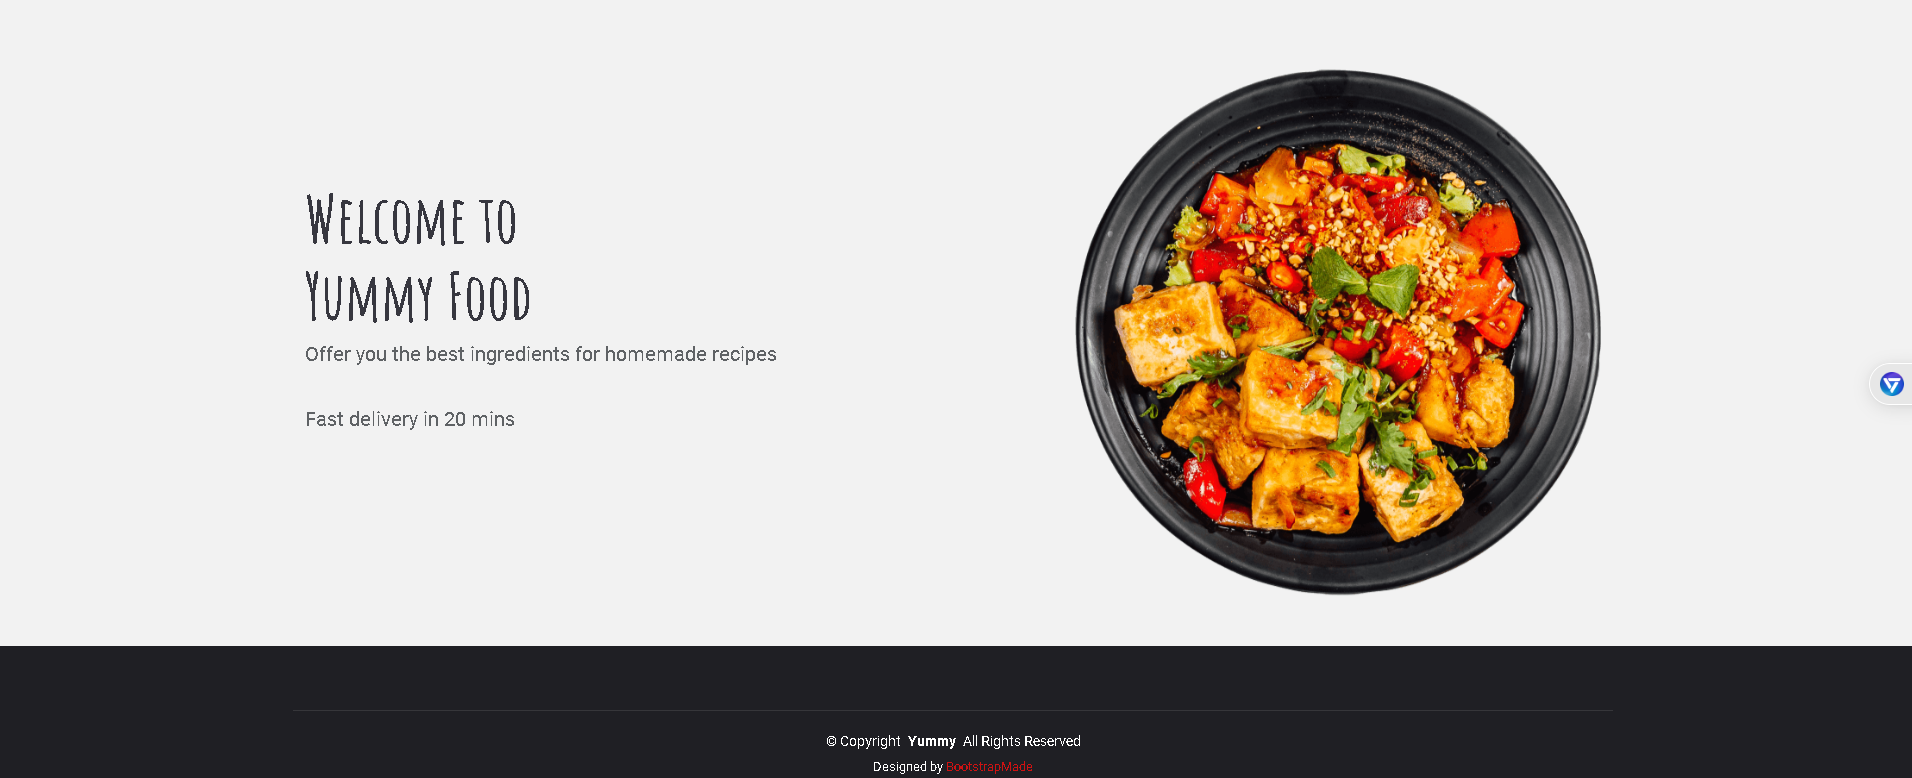 Welcome to
Yummy Food
Offer you the best ingredients for homemade recipes
Fast delivery in 20 mins
© Copyright Yummy All Rights Reserved
Designed by BootstrapMade